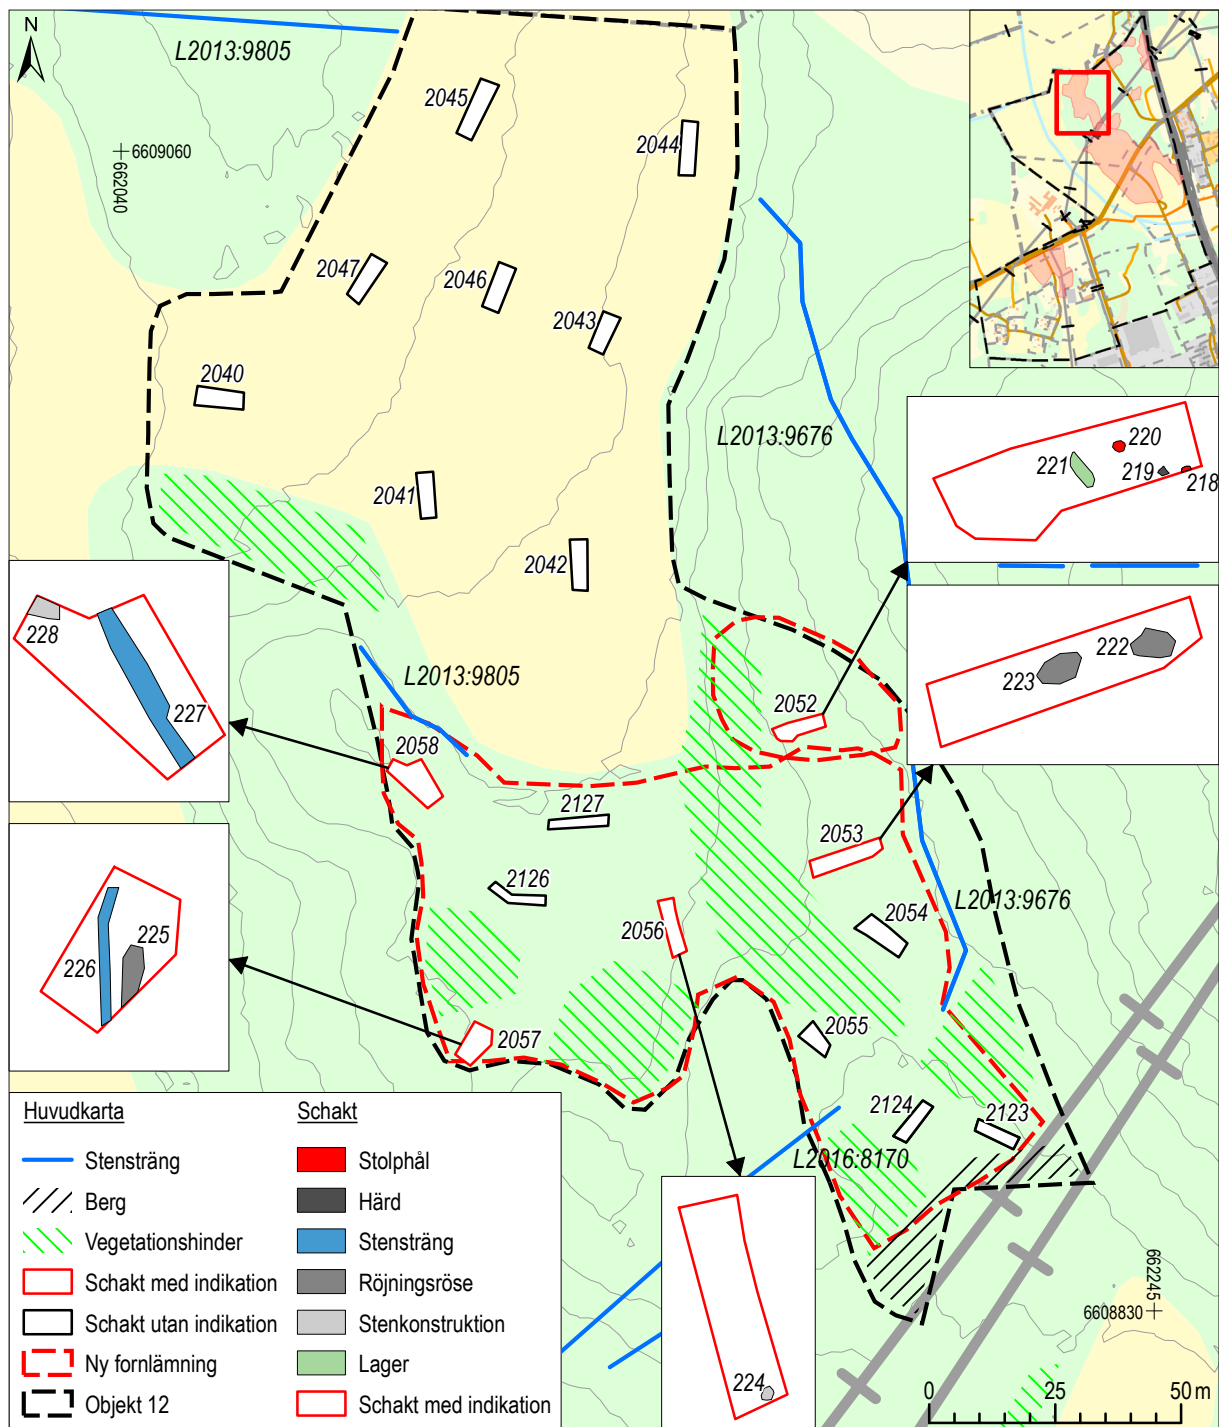 N
L2013:9805
6609060
662040
2045
2044
2047
2046
2043
2040
L2013:9676
2041
2042
220
221
219
218
228
227
L2013:9805
222
223
2052
2058
2127
2053
2126
L2013:9676
2054
2056
225
226
2057
2055
2124
2123
L2016:8170
Huvudkarta
Stensträng
Berg
Vegetationshinder
Schakt med indikation
Schakt utan indikation
Ny fornlämning
Objekt 12
Schakt
Stolphål
Härd
Stensträng
Röjningsröse
Stenkonstruktion
Lager
Schakt med indikation
224
662245
6608830
0 25 50 m